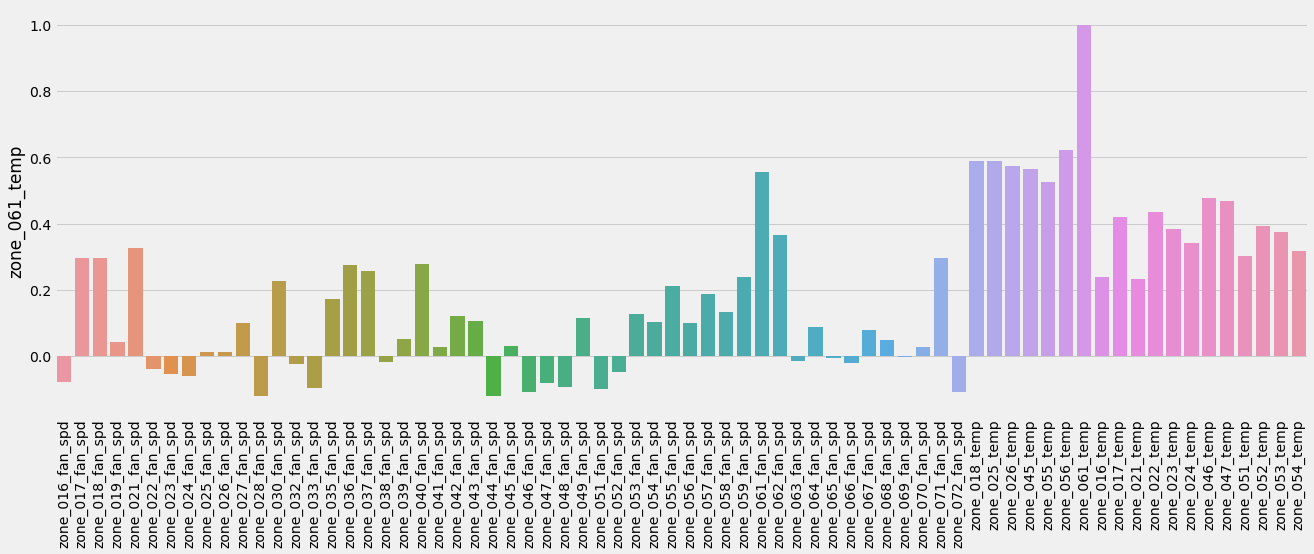 1.0
0.8
0.6
0.4
0.2
0.0
zone_061_temp
zone_016_fan_spd
zone_017_fan_spd
zone_018_fan_spd
zone_019_fan_spd
zone_021_fan_spd
zone_022_fan_spd
zone_023_fan_spd
zone_024_fan_spd
zone_025_fan_spd
zone_026_fan_spd
zone_027_fan_spd
zone_028_fan_spd
zone_030_fan_spd
zone_032_fan_spd
zone_033_fan_spd
zone_035_fan_spd
zone_036_fan_spd
zone_037_fan_spd
zone_038_fan_spd
zone_039_fan_spd
zone_040_fan_spd
zone_041_fan_spd
zone_042_fan_spd
zone_043_fan_spd
zone_044_fan_spd
zone_045_fan_spd
zone_046_fan_spd
zone_047_fan_spd
zone_048_fan_spd
zone_049_fan_spd
zone_051_fan_spd
zone_052_fan_spd
zone_053_fan_spd
zone_054_fan_spd
zone_055_fan_spd
zone_056_fan_spd
zone_057_fan_spd
zone_058_fan_spd
zone_059_fan_spd
zone_061_fan_spd
zone_062_fan_spd
zone_063_fan_spd
zone_064_fan_spd
zone_065_fan_spd
zone_066_fan_spd
zone_067_fan_spd
zone_068_fan_spd
zone_069_fan_spd
zone_070_fan_spd
zone_071_fan_spd
zone_072_fan_spd
zone_018_temp
zone_025_temp
zone_026_temp
zone_045_temp
zone_055_temp
zone_056_temp
zone_061_temp
zone_016_temp
zone_017_temp
zone_021_temp
zone_022_temp
zone_023_temp
zone_024_temp
zone_046_temp
zone_047_temp
zone_051_temp
zone_052_temp
zone_053_temp
zone_054_temp